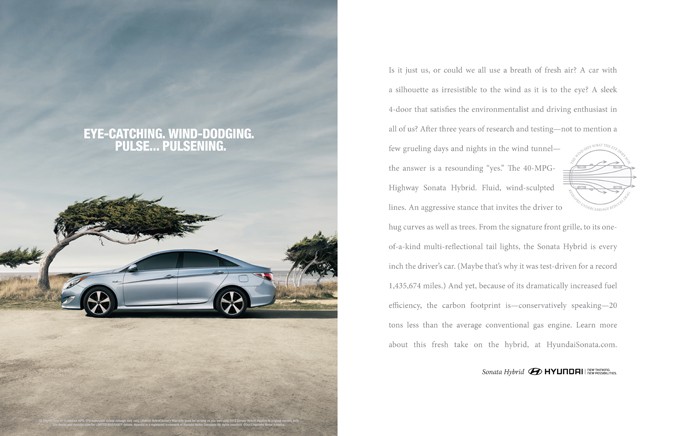 EYE-CATCHING. WIND-DODGING.
PULSE... PULSENING.
Is it just us, or could we all use a breath of fresh air? A car with
a silhouette as irresistible to the wind as it is to the eye? A sleek
4-door that satisfies the environmentalist and driving enthusiast in
all of us? After three years of research and testing—not to mention a
few grueling days and nights in the wind tunnel—
the answer is a resounding “yes.” The 40-MPG-
Highway Sonata Hybrid. Fluid, wind-sculpted
lines. An aggressive stance that invites the driver to
hug curves as well as trees. From the signature front grille, to its one-
of-a-kind multi-reflectional tail lights, the Sonata Hybrid is every
inch the driver’s car. (Maybe that’s why it was test-driven for a record
1,435,674 miles.) And yet, because of its dramatically increased fuel
efficiency, the carbon footprint is—conservatively speaking—20
tons less than the average conventional gas engine. Learn more
about this fresh take on the hybrid, at HyundaiSonata.com.
Sonata Hybrid HYUNDAI NEW THINKING.
NEW POSSIBILITIES.